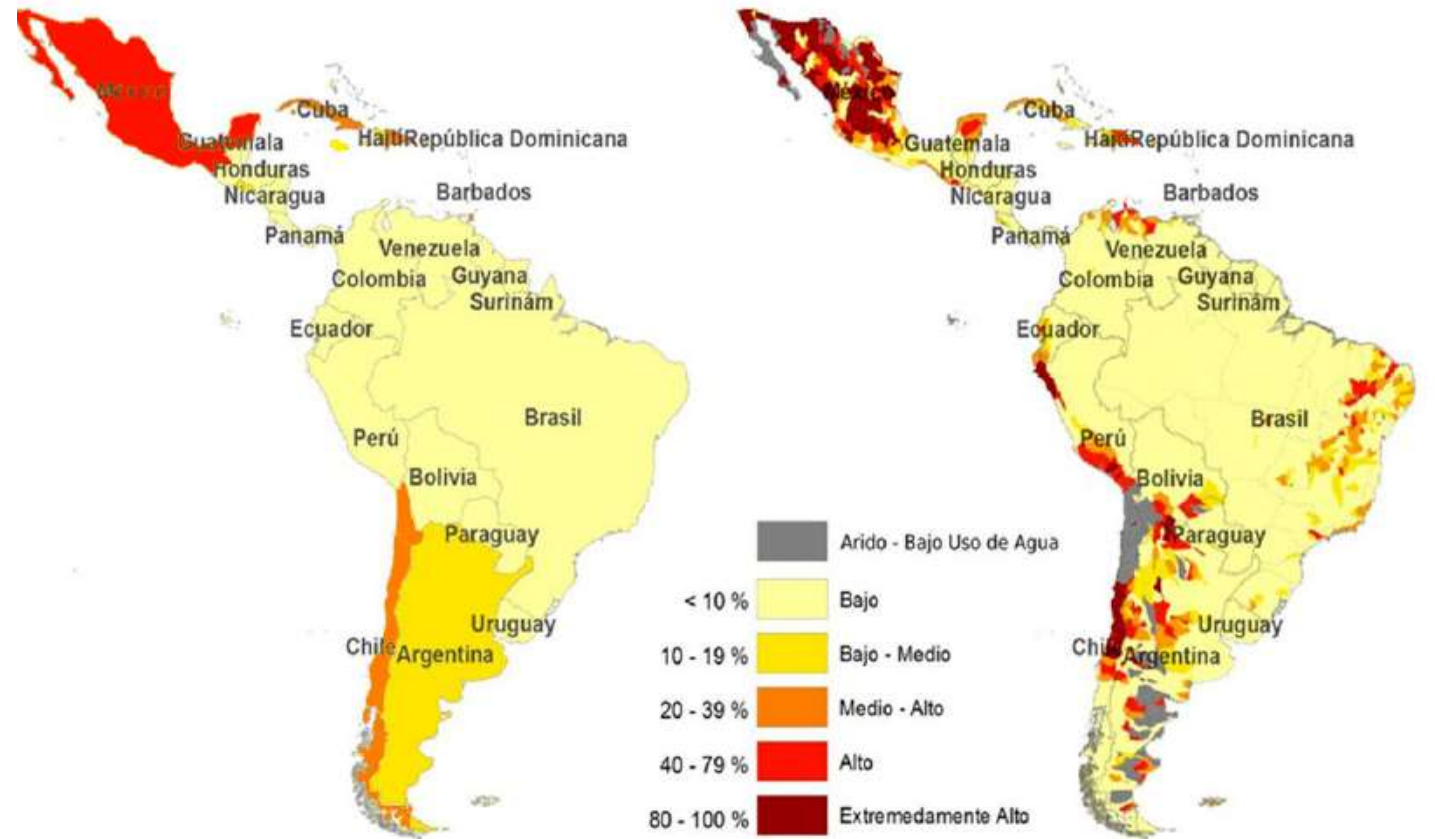 México
Cuba
Guatemala
Haití
República Dominicana
Honduras
Nicaragua
Barbados
Panamá
Venezuela
Colombia
Guyana
Surinám
Ecuador
Brasil
Perú
Bolivia
Paraguay
Uruguay
Chile
Argentina
México
Cuba
Guatemala
Haití
República Dominicana
Honduras
Nicaragua
Barbados
Panamá
Venezuela
Colombia
Guyana
Surinám
Ecuador
Brasil
Perú
Bolivia
Paraguay
Uruguay
Chile
Argentina
Arido - Bajo Uso de Agua
< 10 % Bajo
10 - 19 % Bajo - Medio
20 - 39 % Medio - Alto
40 - 79 % Alto
80 - 100 % Extremedamente Alto